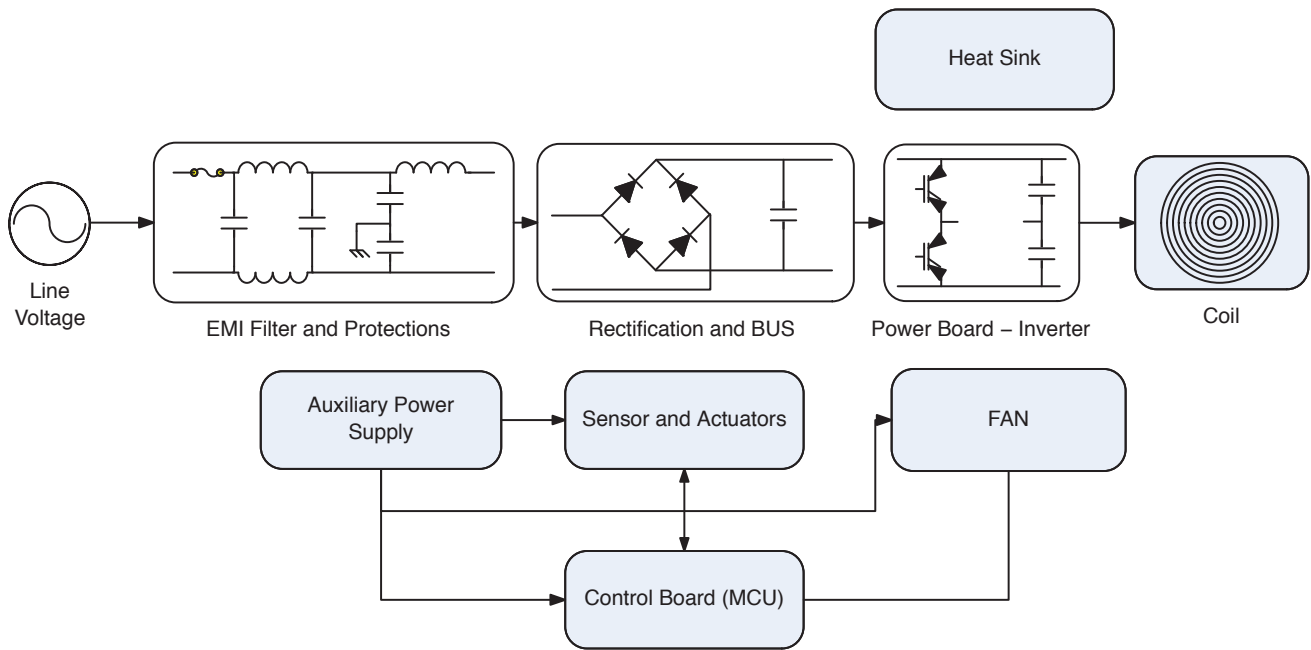 Heat Sink
Line
Voltage
EMI Filter and Protections
Rectification and BUS
Power Board – Inverter
Coil
Auxiliary Power
Supply
Sensor and Actuators
FAN
Control Board (MCU)